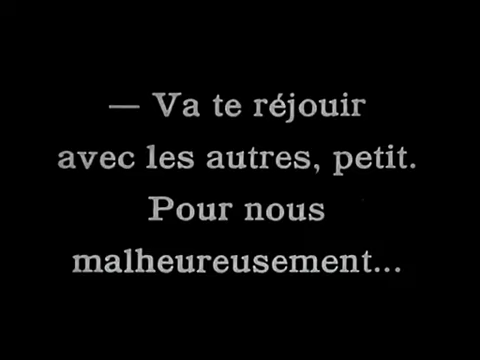 — Va te réjouir
avec les autres, petit.
Pour nous
malheureusement...